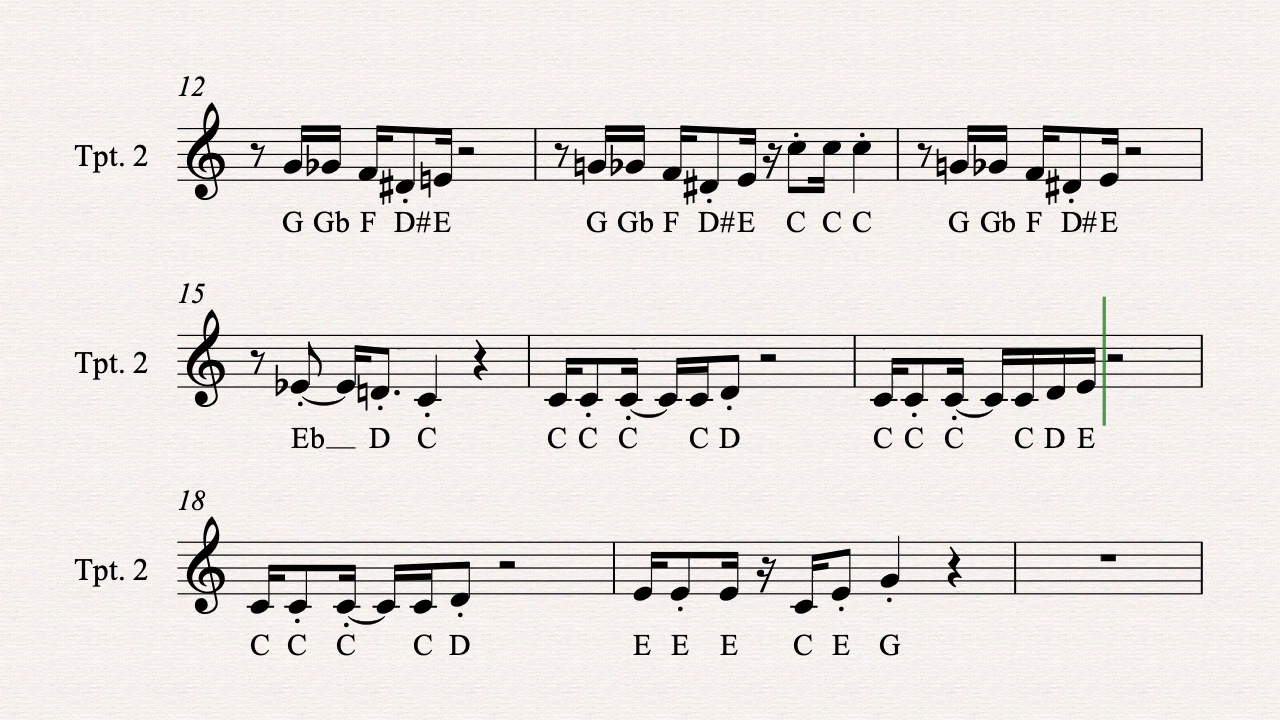 12
Tpt. 2
G Gb F D# E G Gb F D# E C C C G Gb F D# E
15
Tpt. 2
Eb__ D C C C C C D C C C C D E
18
Tpt. 2
C C C C D E E E C E G